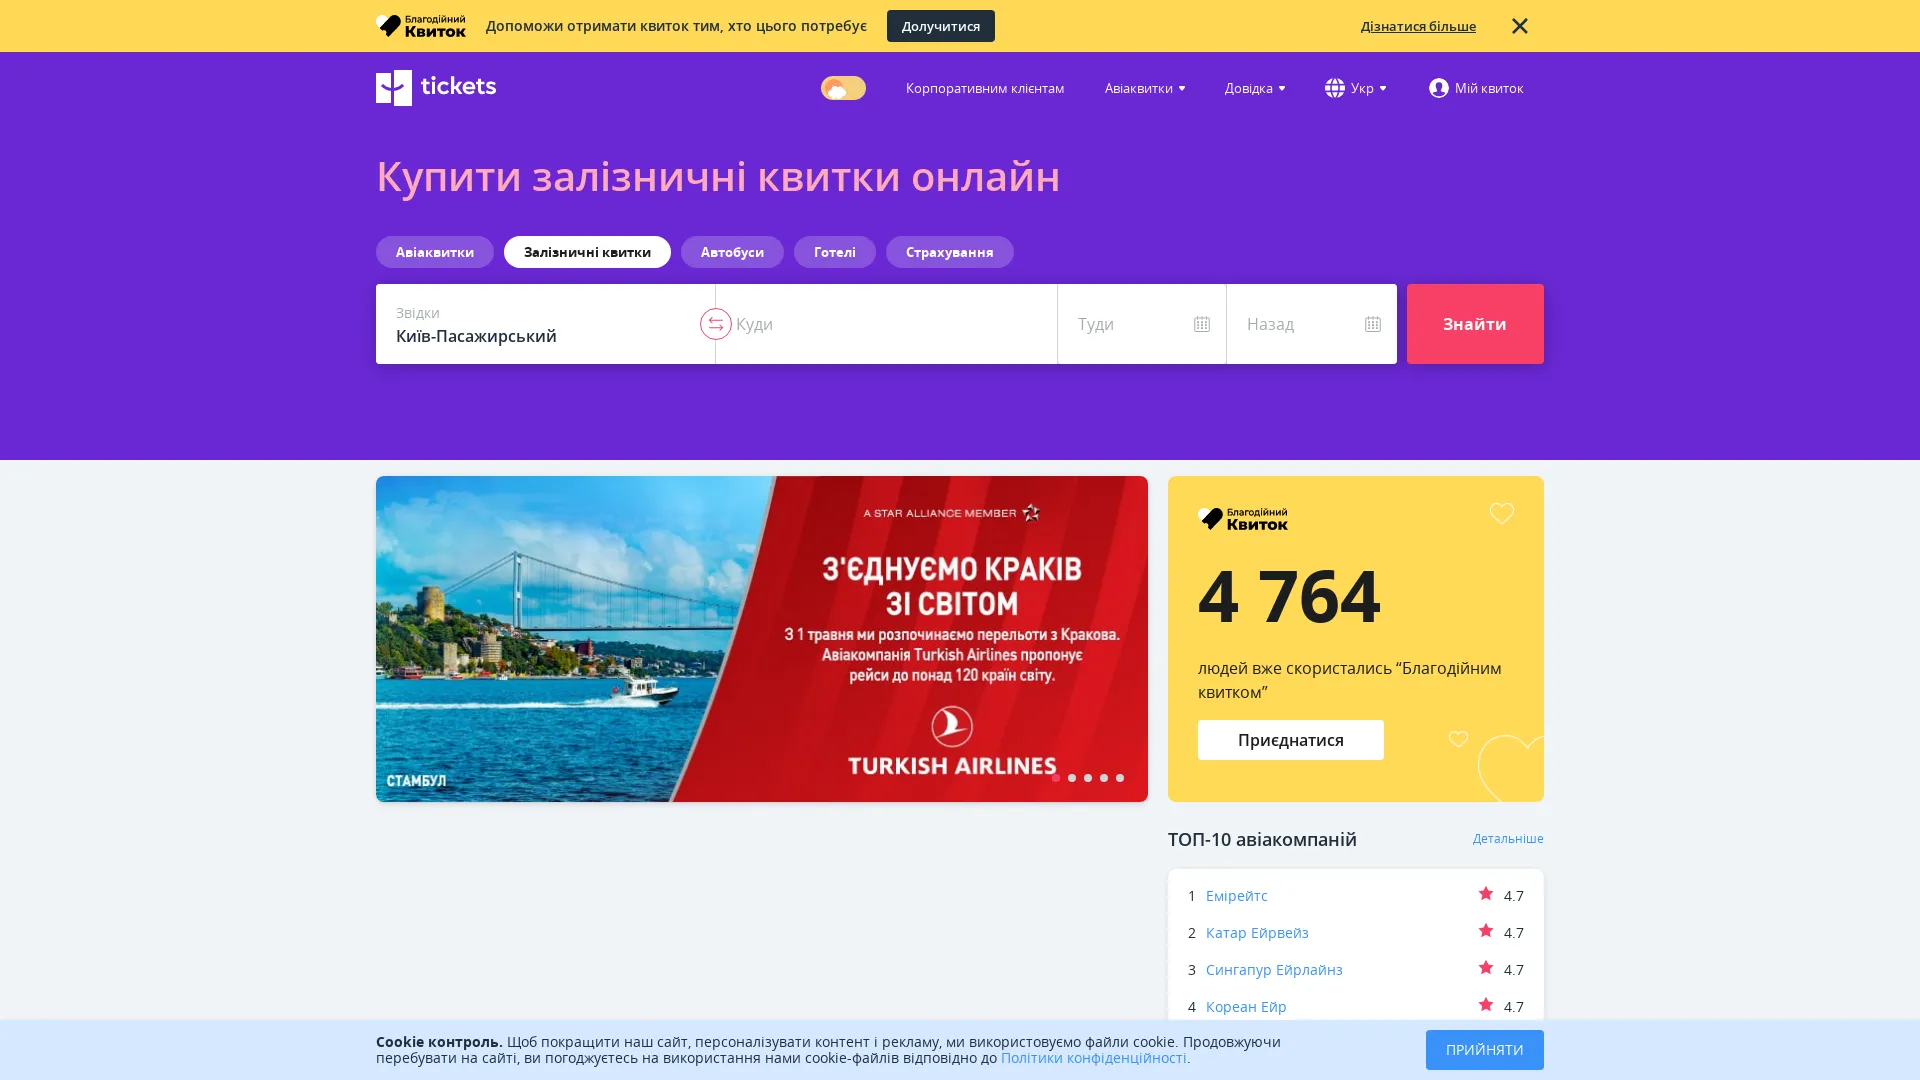 Благодійний
Квиток
Допоможи отримати квиток тим, хто цього потребує
Долучитися
Дізнатися більше
tickets
Корпоративним клієнтам
Авіаквитки
Довідка
Укр
Мій квиток
Купити залізничні квитки онлайн
Авіаквитки
Залізничні квитки
Автобуси
Готелі
Страхування
Звідки
Київ-Пасажирський
Куди
Туди
Назад
Знайти
A STAR ALLIANCE MEMBER
З'ЄДНУЄМО КРАКІВ
ЗІ СВІТОМ
З 1 травня ми розпочинаємо перельоти з Кракова.
Авіакомпанія Turkish Airlines пропонує
рейси до понад 120 країн світу.
TURKISH AIRLINES
СТАМБУЛ
Благодійний
Квиток
4 764
людей вже скористались “Благодійним
квитком”
Приєднатися
ТОП-10 авіакомпаній
Детальніше
1 Емірейтс 4.7
2 Катар Ейрвейз 4.7
3 Сингапур Ейрлайнз 4.7
4 Кореан Ейр 4.7
Cookie контроль. Щоб покращити наш сайт, персоналізувати контент і рекламу, ми використовуємо файли cookie. Продовжуючи
перебувати на сайті, ви погоджуєтесь на використання нами cookie-файлів відповідно до Політики конфіденційності.
ПРИЙНЯТИ